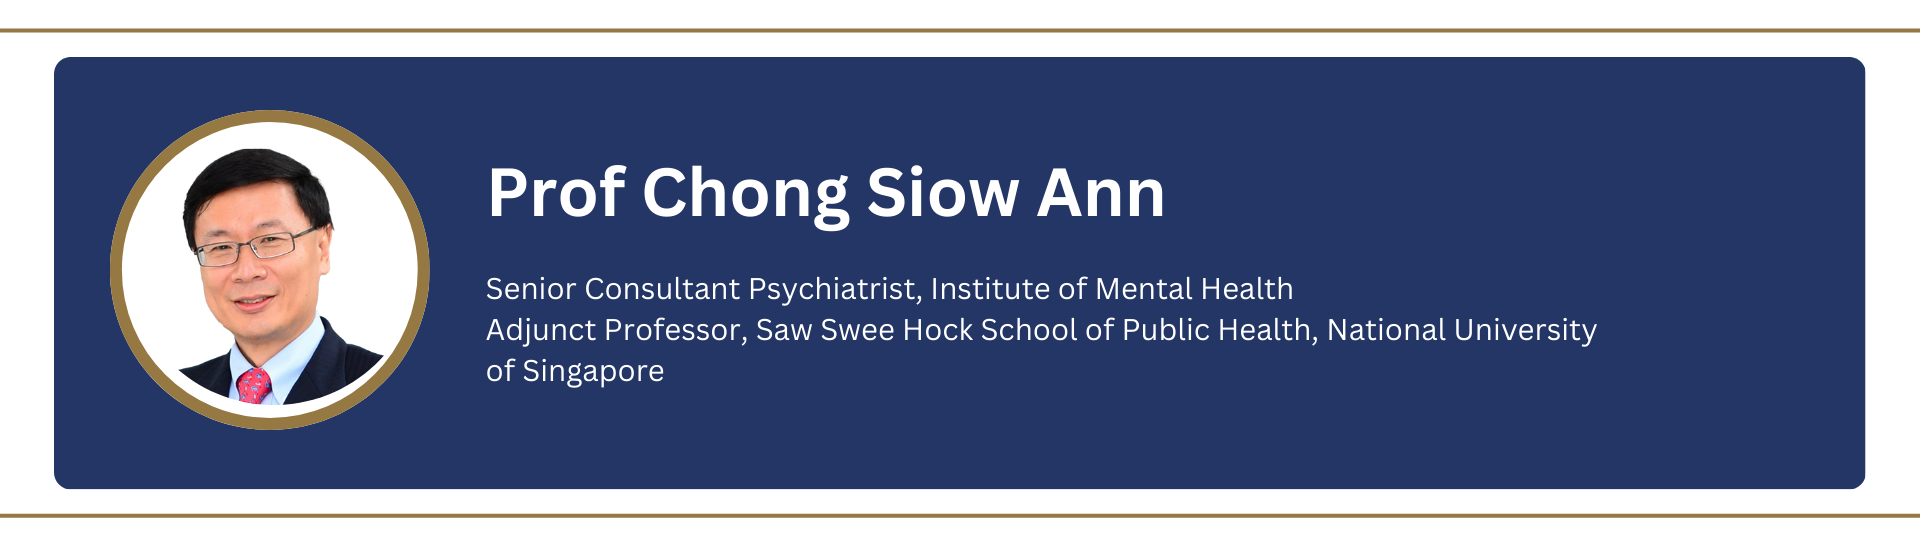 Prof Chong Siow Ann
Senior Consultant Psychiatrist, Institute of Mental Health
Adjunct Professor, Saw Swee Hock School of Public Health, National University
of Singapore